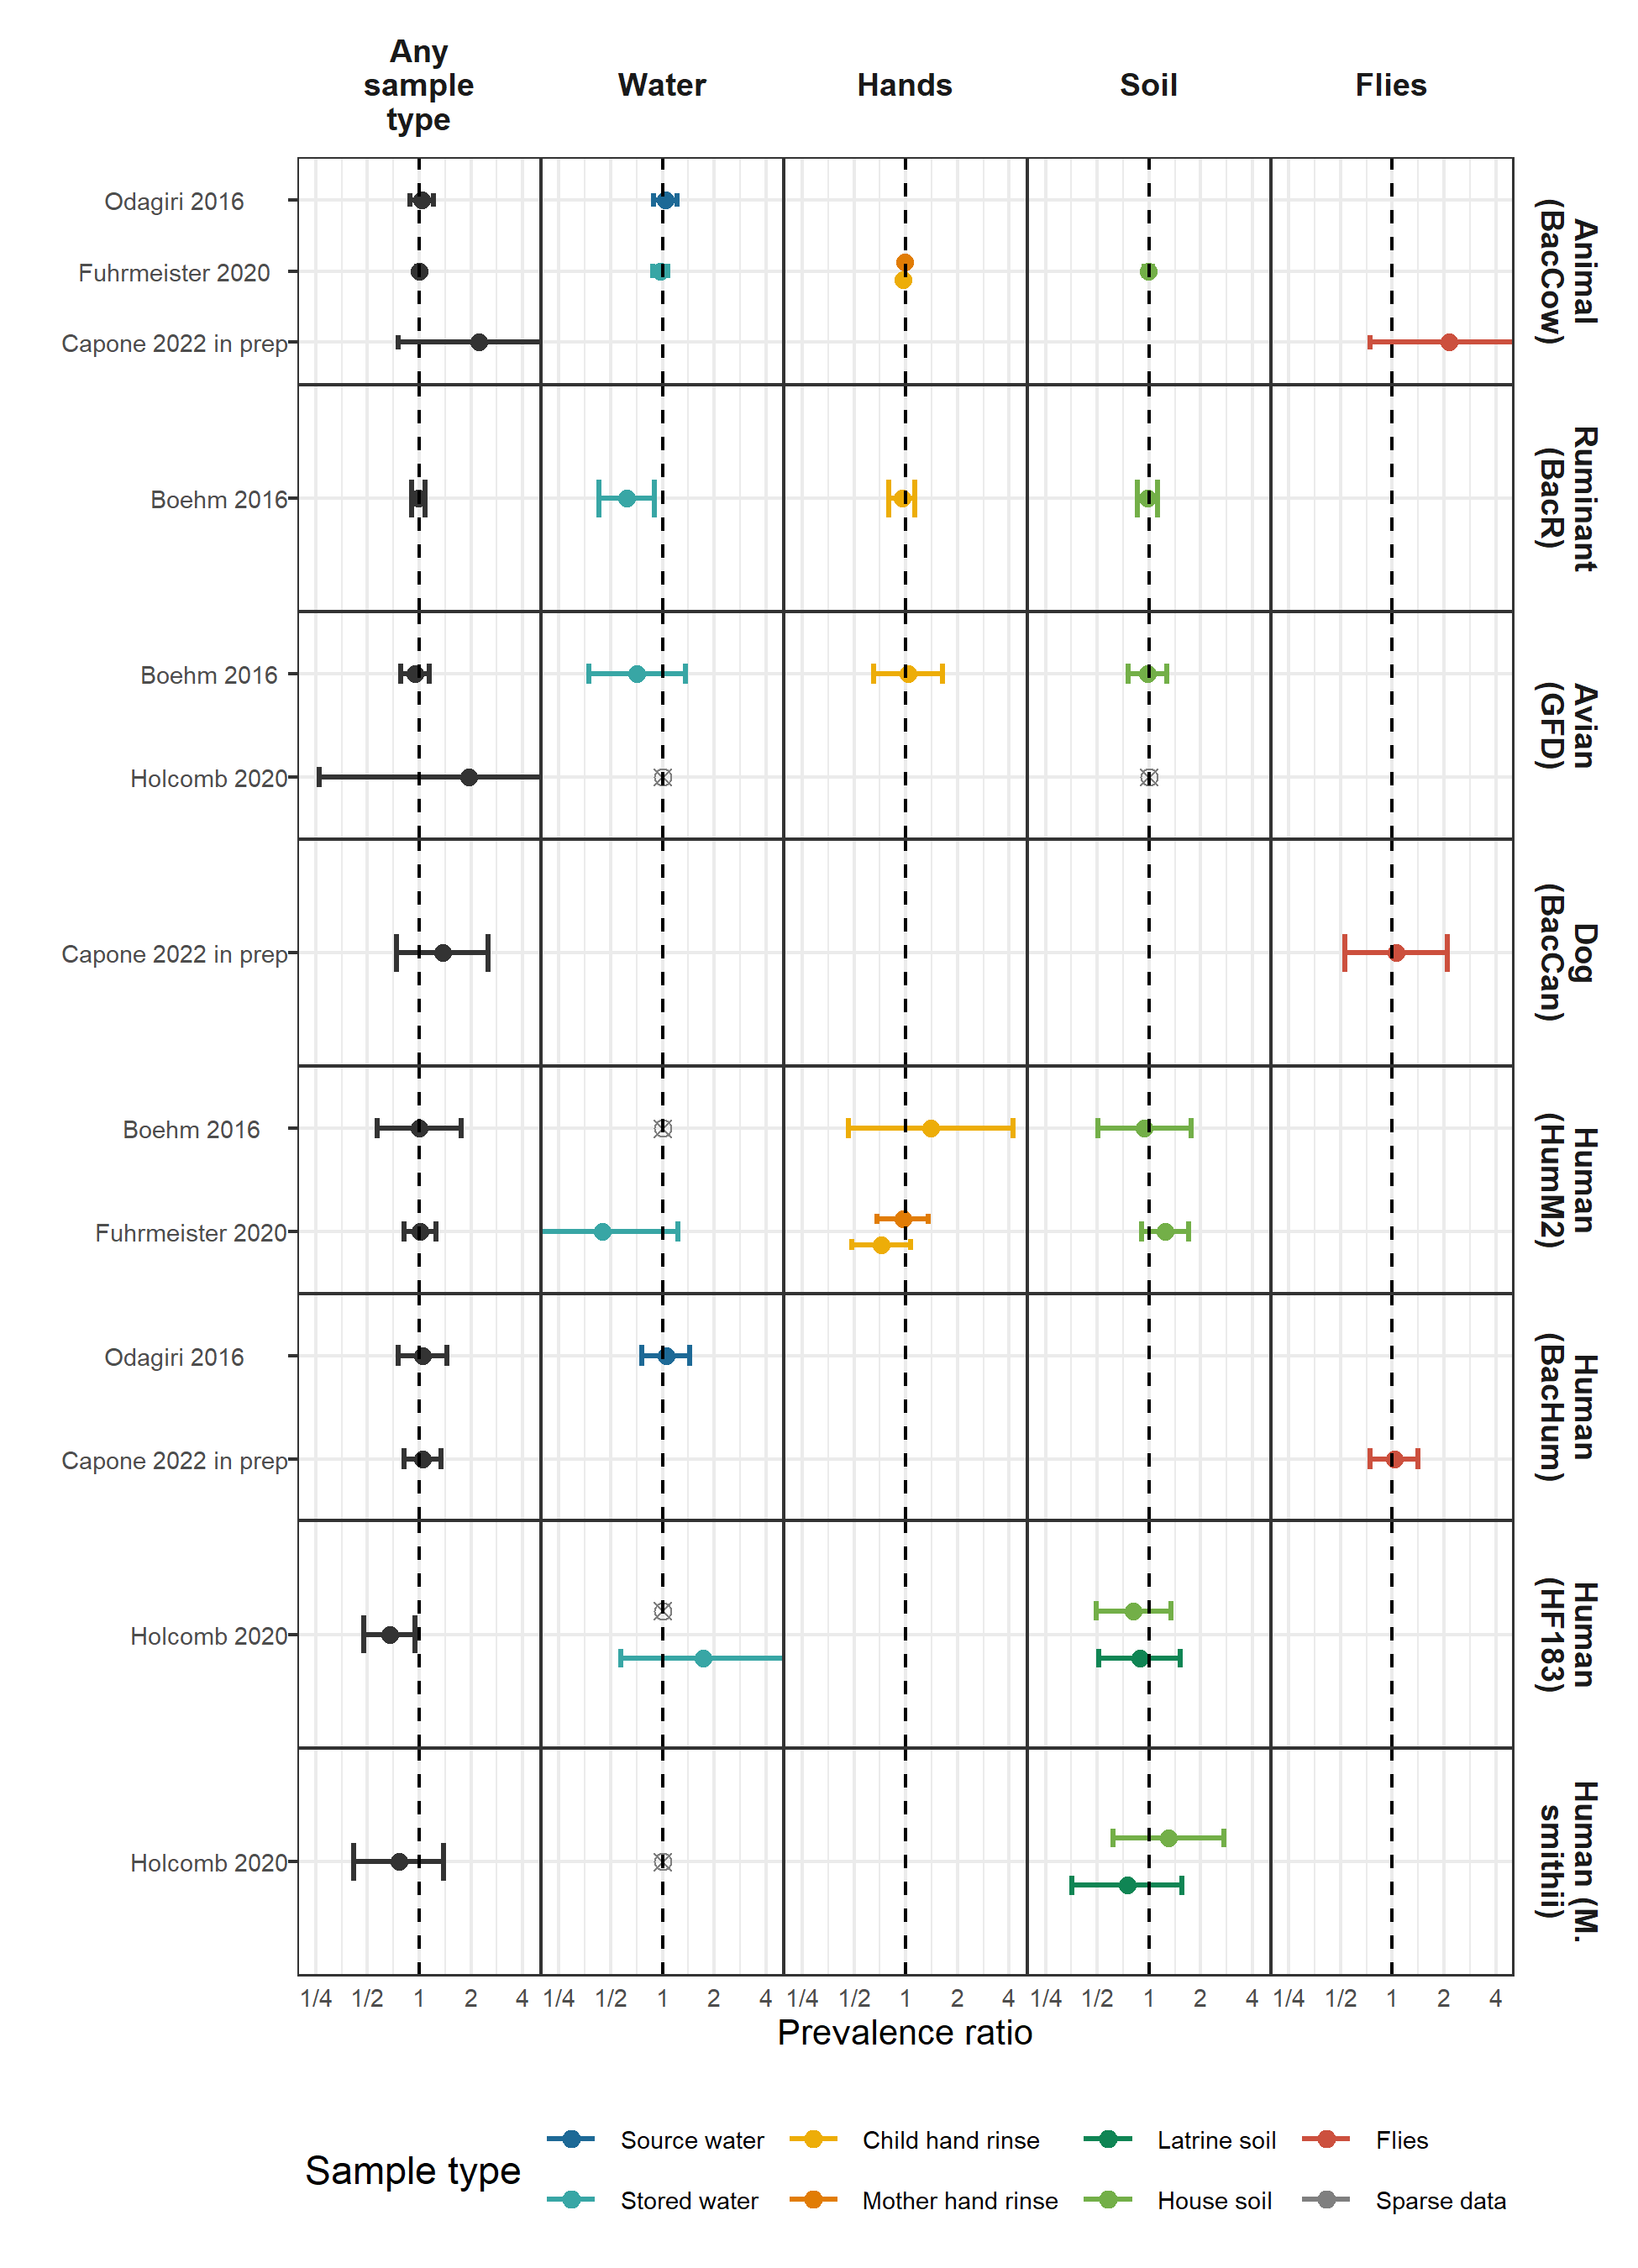 Any
sample
type
Water
Hands
Soil
Flies
Odagiri 2016
Fuhrmeister 2020
Capone 2022 in prep
Animal
(BacCow)
Boehm 2016
Ruminant
(BacR)
Boehm 2016
Holcomb 2020
Avian
(GFD)
Capone 2022 in prep
Dog
(BacCan)
Boehm 2016
Fuhrmeister 2020
Human
(HumM2)
Odagiri 2016
Capone 2022 in prep
Human
(BacHum)
Holcomb 2020
Human
(HF183)
Holcomb 2020
Human (M.
smithii)
1/4 1/2 1 2 4 1/4 1/2 1 2 4 1/4 1/2 1 2 4 1/4 1/2 1 2 4 1/4 1/2 1 2 4
Prevalence ratio
Sample type
Source water Child hand rinse Latrine soil Flies
Stored water Mother hand rinse House soil Sparse data